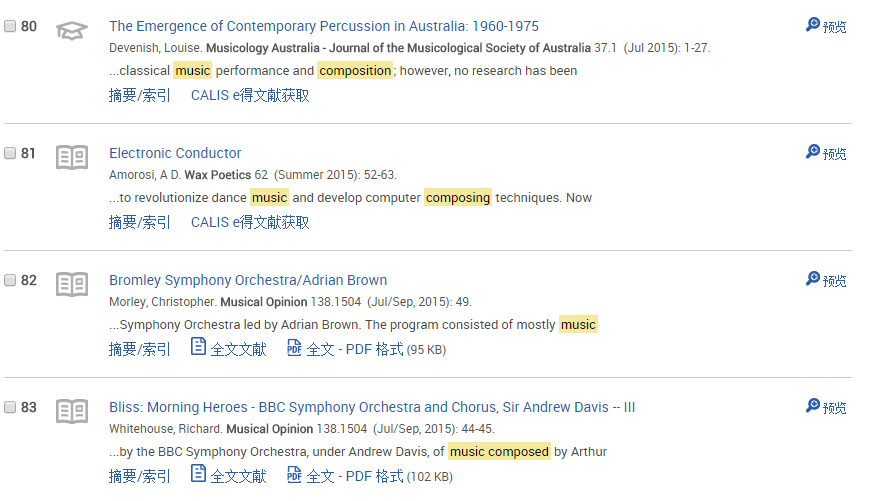 80 The Emergence of Contemporary Percussion in Australia: 1960-1975 预览
Devenish, Louise. Musicology Australia - Journal of the Musicological Society of Australia 37.1 (Jul 2015): 1-27.
...classical music performance and composition; however, no research has been
摘要/索引 CALIS e得文献获取
81 Electronic Conductor 预览
Amorosi, A D. Wax Poetics 62 (Summer 2015): 52-63.
...to revolutionize dance music and develop computer composing techniques. Now
摘要/索引 CALIS e得文献获取
82 Bromley Symphony Orchestra/Adrian Brown 预览
Morley, Christopher. Musical Opinion 138.1504 (Jul/Sep, 2015): 49.
...Symphony Orchestra led by Adrian Brown. The program consisted of mostly music
摘要/索引 全文文献 PDF 全文 - PDF 格式 (95 KB)
83 Bliss: Morning Heroes - BBC Symphony Orchestra and Chorus, Sir Andrew Davis -- III 预览
Whitehouse, Richard. Musical Opinion 138.1504 (Jul/Sep, 2015): 44-45.
...by the BBC Symphony Orchestra, under Andrew Davis, of music composed by Arthur
摘要/索引 全文文献 PDF 全文 - PDF 格式 (102 KB)